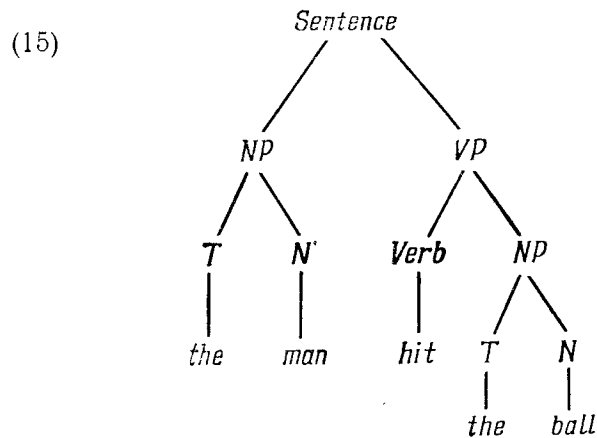 Sentence
(15)
NP VP
T N' Verb NP
the man hit T N
the ball